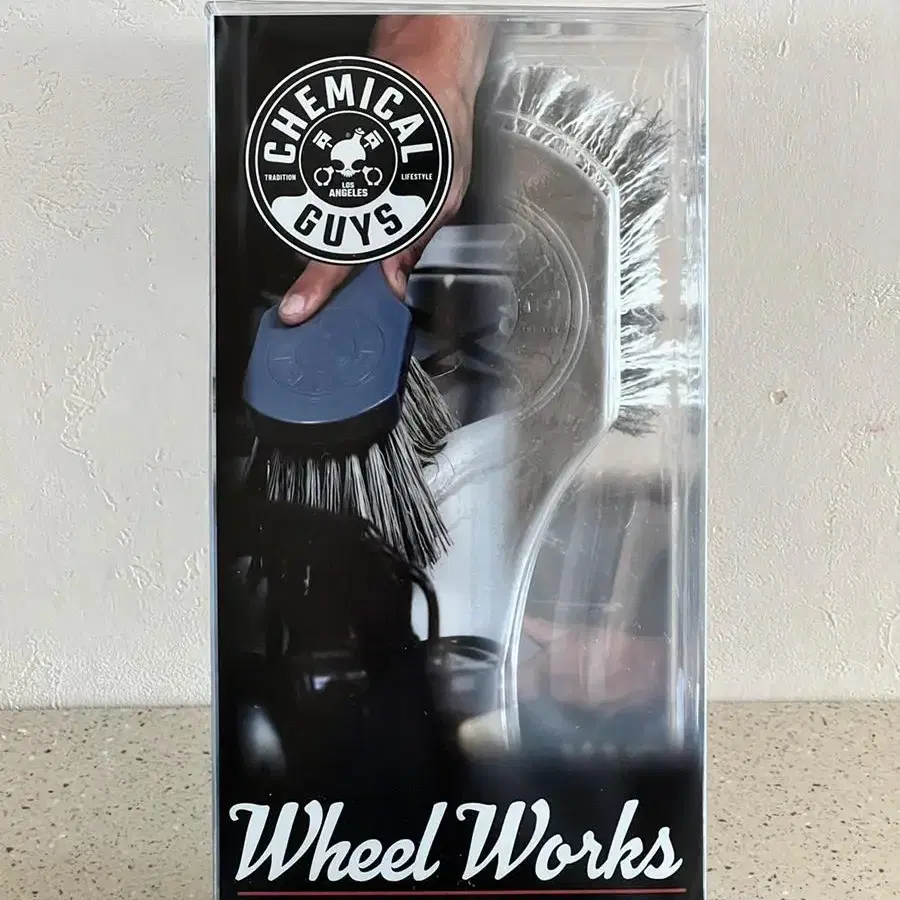 CHEMICAL
TRADITION
LIFESTYLE
LOS
ANGELES
GUYS
Wheel Works